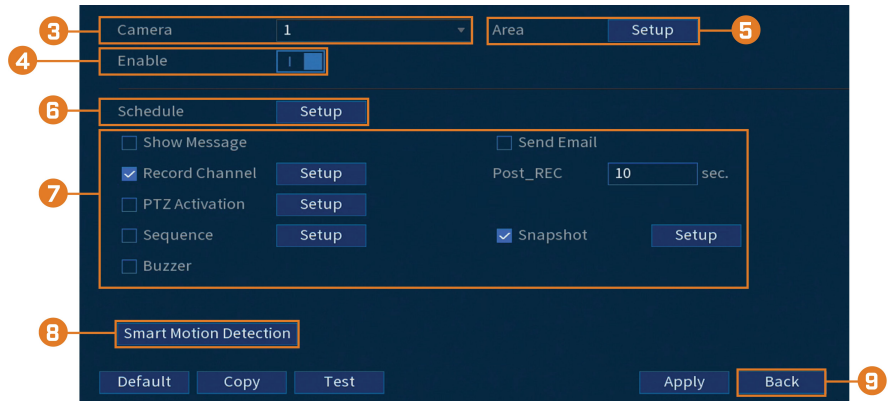 3 Camera 1 Area Setup 5
4 Enable I
6 Schedule Setup
Show Message Send Email
7 Record Channel Setup Post_REC 10 sec.
PTZ Activation Setup
Sequence Setup Snapshot Setup
Buzzer
8 Smart Motion Detection
Default Copy Test Apply Back 9